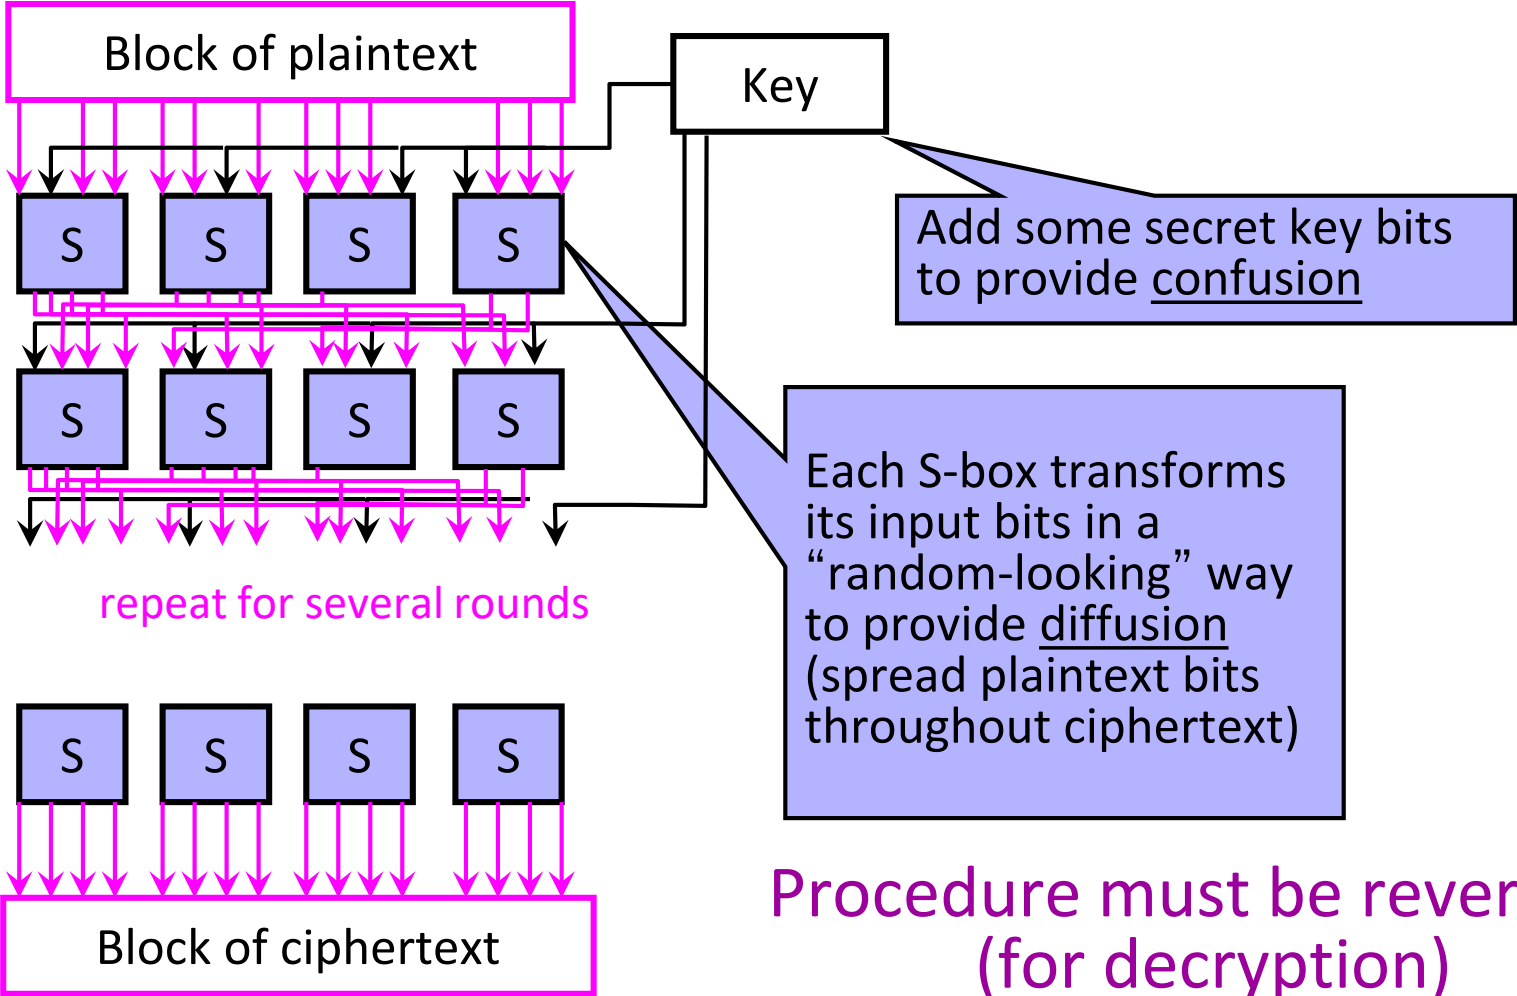 Block of plaintext
Key
S S S S
Add some secret key bits
to provide confusion
S S S S
Each S-box transforms
its input bits in a
“random-looking” way
to provide diffusion
(spread plaintext bits
throughout ciphertext)
repeat for several rounds
S S S S
Block of ciphertext
Procedure must be rever
(for decryption)